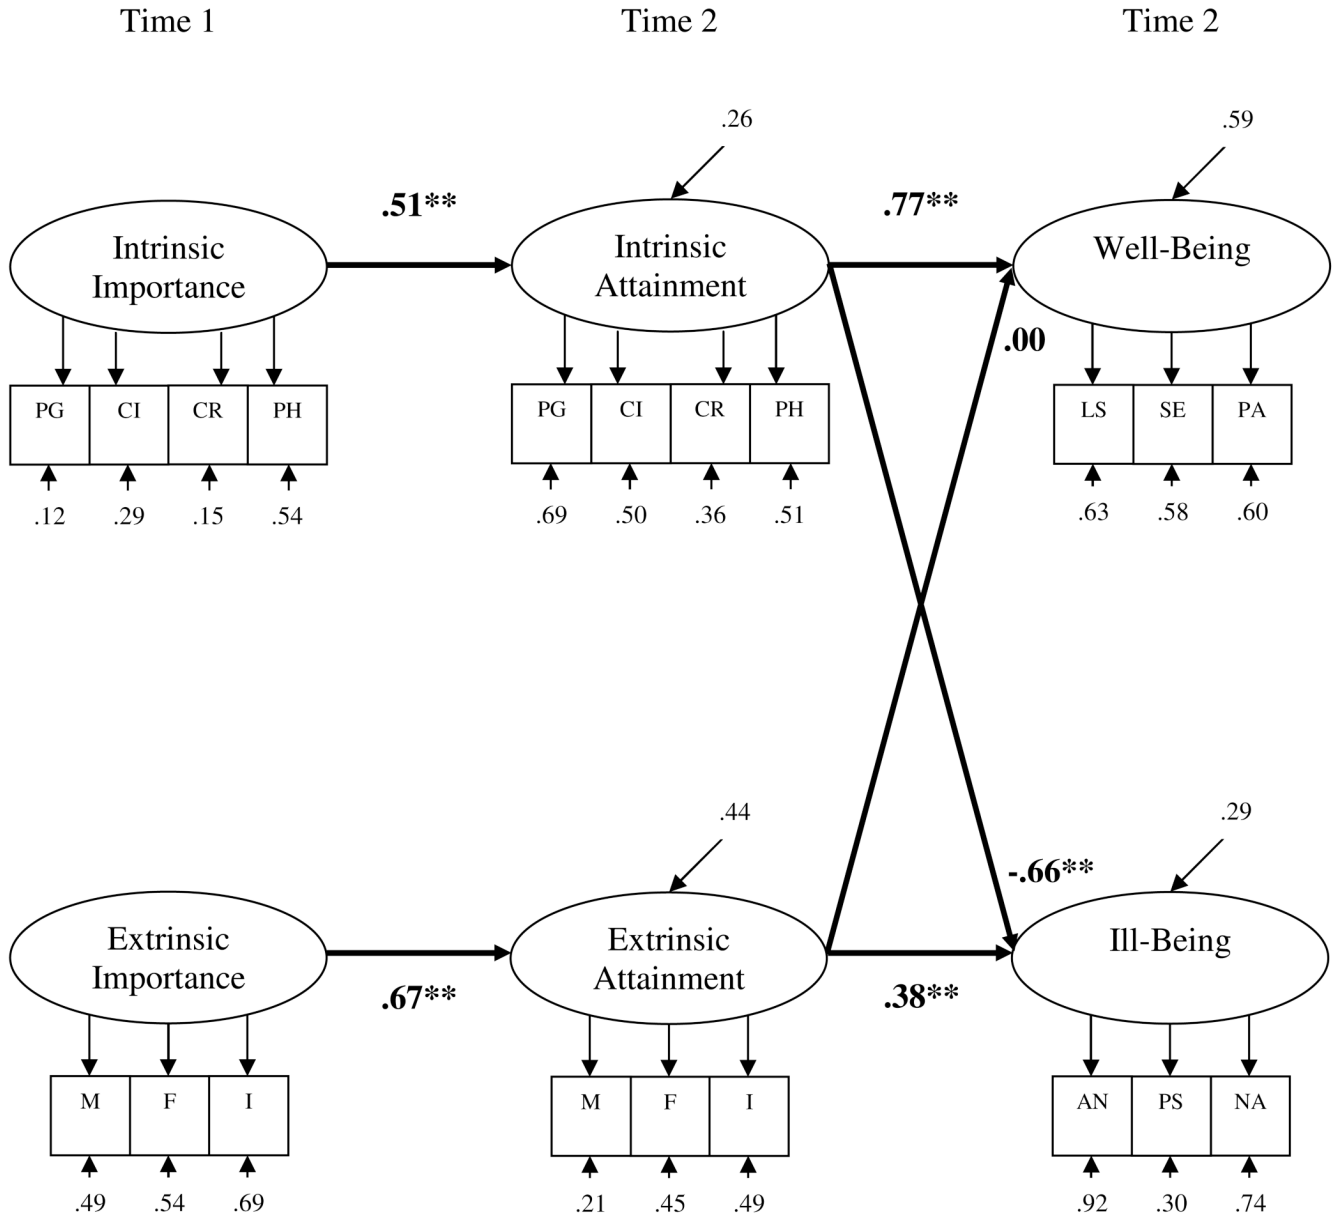 Time 1 Time 2 Time 2
.26 .59
.51** .77**
Intrinsic
Importance
Intrinsic
Attainment
Well-Being
.00
PG CI CR PH PG CI CR PH LS SE PA
.12 .29 .15 .54 .69 .50 .36 .51 .63 .58 .60
.44 .29
-.66**
Extrinsic
Importance
Extrinsic
Attainment
Ill-Being
.67** .38**
M F I M F I AN PS NA
.49 .54 .69 .21 .45 .49 .92 .30 .74